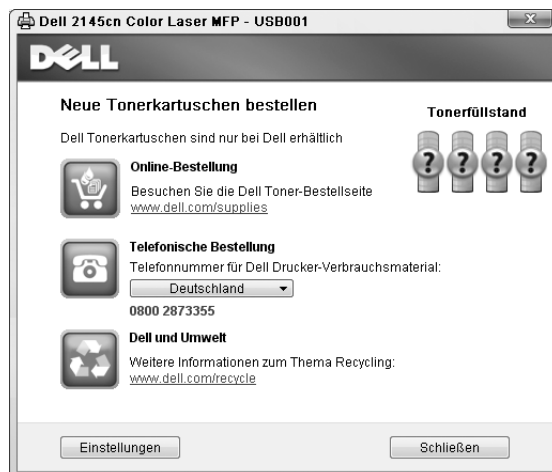 Dell 2145cn Color Laser MFP - USB001
X
DELL
Neue Tonerkartuschen bestellen
Tonerfüllstand
Dell Tonerkartuschen sind nur bei Dell erhältlich
? ? ? ?
Online-Bestellung
Besuchen Sie die Dell Toner-Bestellseite
www.dell.com/supplies
Telefonische Bestellung
Telefonnummer für Dell Drucker-Verbrauchsmaterial:
Deutschland
0800 2873355
Dell und Umwelt
Weitere Informationen zum Thema Recycling:
www.dell.com/recycle
Einstellungen
Schließen